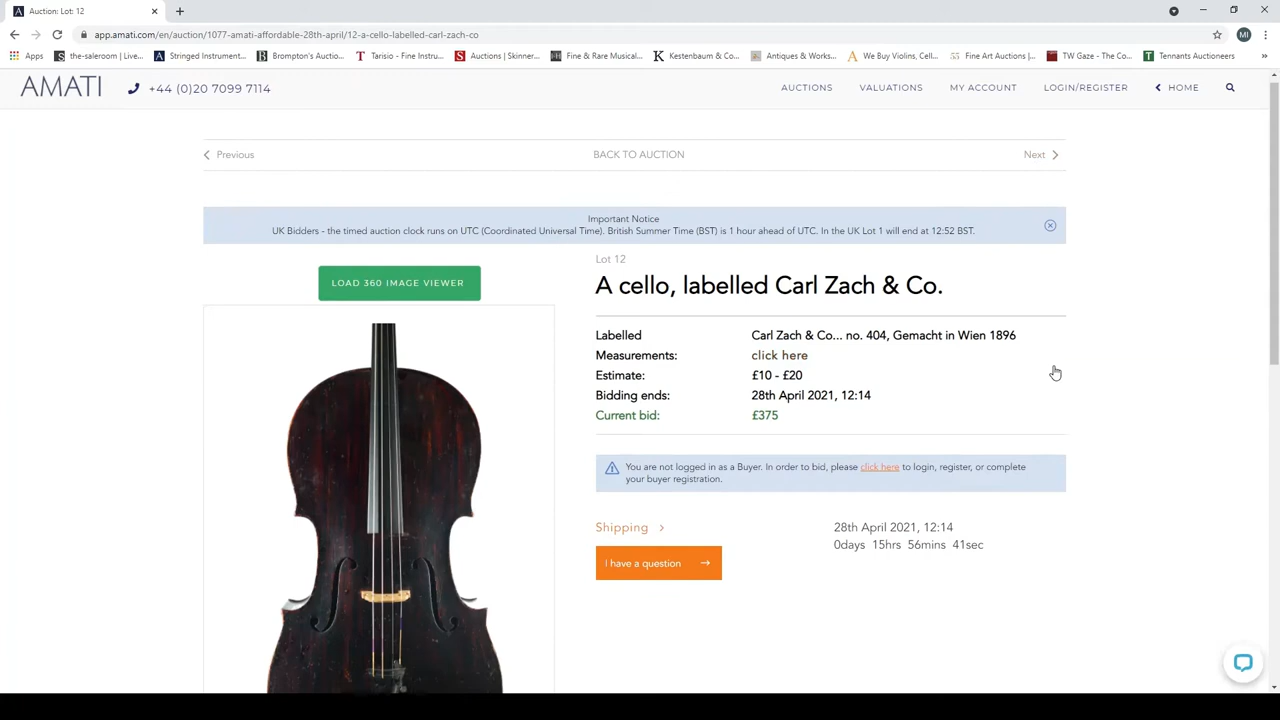 Auction: Lot: 12
app.amati.com/en/auction/1077-amati-affordable-28th-april/12-a-cello-labelled-carl-zach-co
MI
Apps the-saleroom | Live... Stringed Instrument... Brompton's Auctio... Tarisio - Fine Instru... Auctions | Skinner... Fine & Rare Musical... Kestenbaum & Co... Antiques & Works... We Buy Violins, Cell... Fine Art Auctions |... TW Gaze - The Co... Tennants Auctioneers
AMATI +44 (0)20 7099 7114 AUCTIONS VALUATIONS MY ACCOUNT LOGIN/REGISTER HOME
Previous BACK TO AUCTION Next
Important Notice
UK Bidders - the timed auction clock runs on UTC (Coordinated Universal Time). British Summer Time (BST) is 1 hour ahead of UTC. In the UK Lot 1 will end at 12:52 BST.
LOAD 360 IMAGE VIEWER
Lot 12
A cello, labelled Carl Zach & Co.
Labelled Carl Zach & Co... no. 404, Gemacht in Wien 1896
Measurements: click here
Estimate: £10 - £20
Bidding ends: 28th April 2021, 12:14
Current bid: £375
You are not logged in as a Buyer. In order to bid, please click here to login, register, or complete
your buyer registration.
Shipping 28th April 2021, 12:14
0days 15hrs 56mins 41sec
I have a question